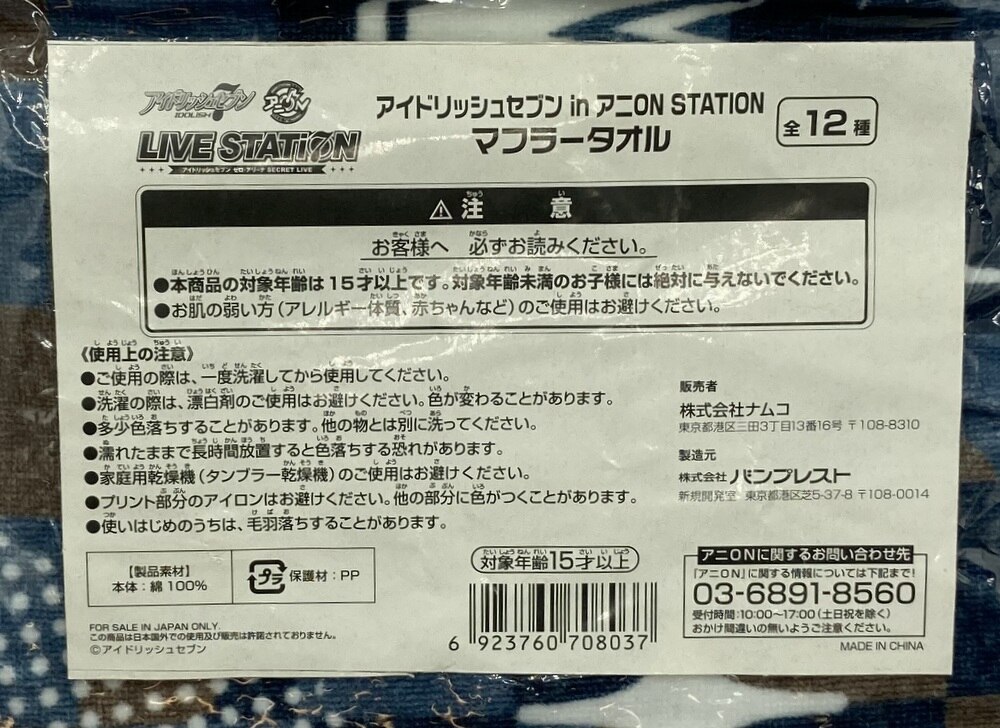 アイドリッシュセブン
IDOLiSH7
アニON
LIVE STATiON
アイドリッシュセブン ゼロ・アリーナ SECRET LIVE
アイドリッシュセブン in アニON STATION
マフラータオル
全12種
⚠注意
お客様へ 必ずお読みください。
●本商品の対象年齢は15才以上です。対象年齢未満のお子様には絶対に与えないでください。
●お肌の弱い方(アレルギー体質、赤ちゃんなど)のご使用はお避けください。
《使用上の注意》
●ご使用の際は、一度洗濯してから使用してください。
●洗濯の際は、漂白剤のご使用はお避けください。色が変わることがあります。
●多少色落ちすることがあります。他の物とは別に洗ってください。
●濡れたままで長時間放置すると色落ちする恐れがあります。
●家庭用乾燥機(タンブラー乾燥機)のご使用はお避けください。
●プリント部分のアイロンはお避けください。他の部分に色がつくことがあります。
●使いはじめのうちは、毛羽落ちすることがあります。
販売者
株式会社ナムコ
東京都港区三田3丁目13番16号 〒108-8310
製造元
株式会社バンプレスト
新規開発室 東京都港区芝5-37-8 〒108-0014
【製品素材】
本体:綿100%
プラ 保護材:PP
対象年齢15才以上
6 923760 708037
アニONに関するお問い合わせ先
「アニON」に関する情報については下記まで!
03-6891-8560
受付時間:10:00~17:00(土日祝を除く)
おかけ間違いの無いようご注意ください。
FOR SALE IN JAPAN ONLY.
この商品は日本国外での使用及び販売は許諾されておりません。
©アイドリッシュセブン
MADE IN CHINA